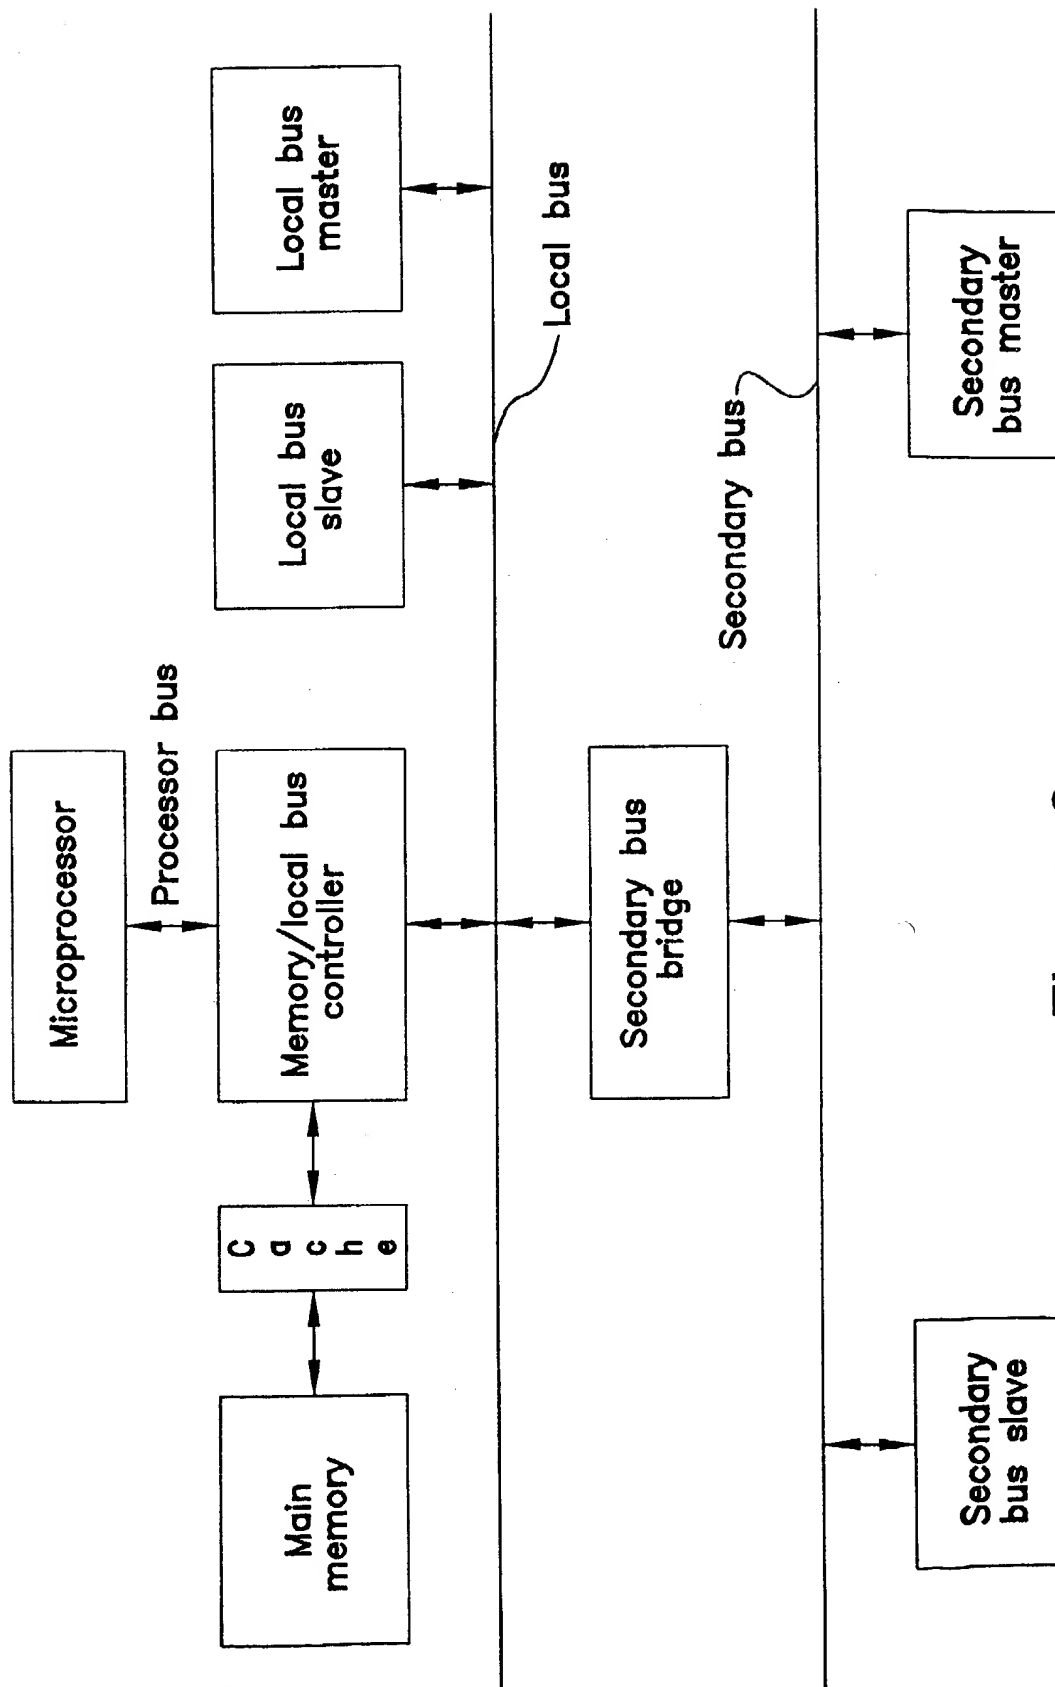 Microprocessor
Processor bus
Main
memory
C
a
c
h
e
Memory/local bus
controller
Local bus
slave
Local bus
master
Local bus
Secondary bus
bridge
Secondary bus
Secondary
bus slave
Secondary
bus master